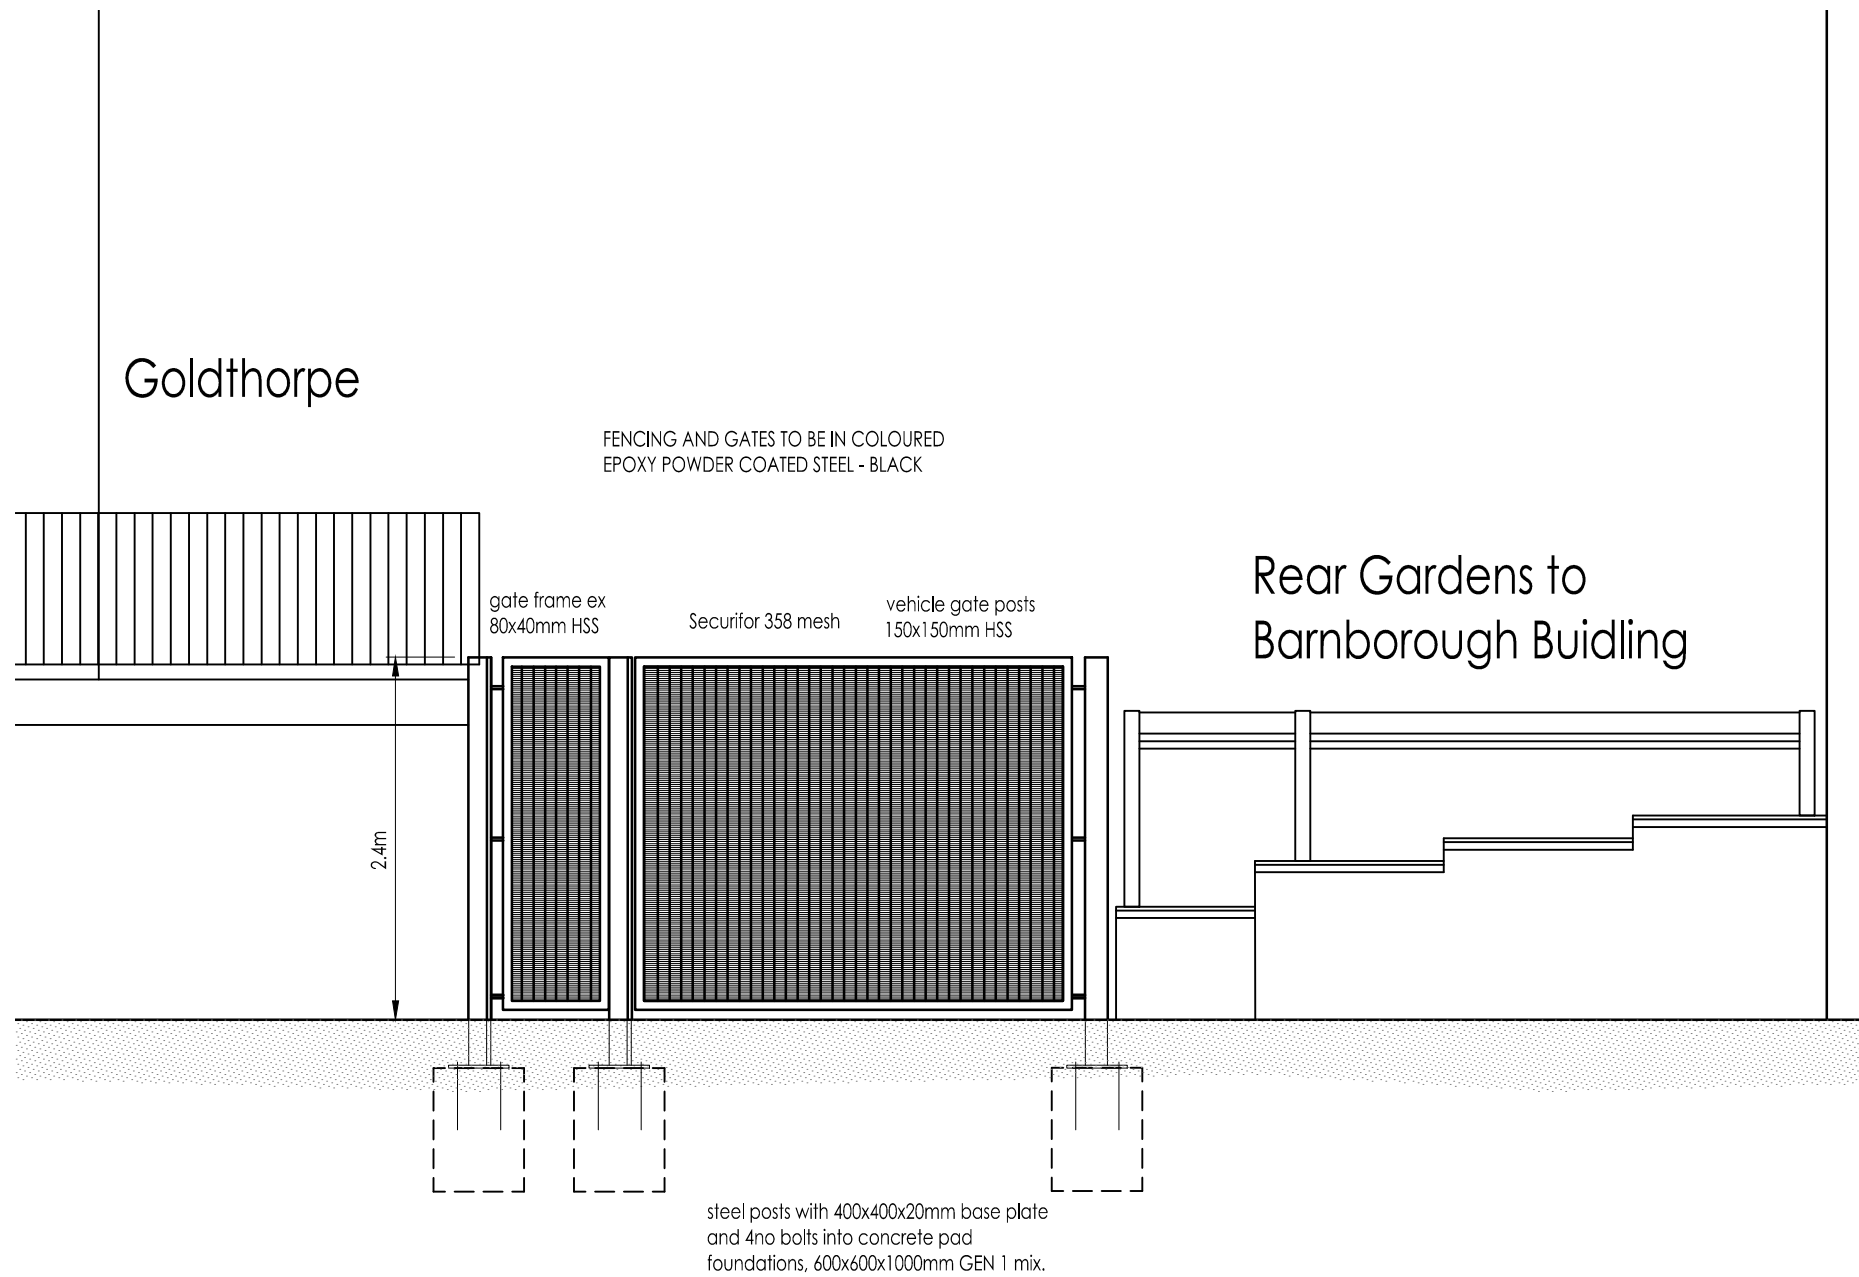 Goldthorpe
FENCING AND GATES TO BE IN COLOURED
EPOXY POWDER COATED STEEL - BLACK
Rear Gardens to
Barnborough Buidling
gate frame ex
80x40mm HSS
Securifor 358 mesh
vehicle gate posts
150x150mm HSS
2.4m
steel posts with 400x400x20mm base plate
and 4no bolts into concrete pad
foundations, 600x600x1000mm GEN 1 mix.